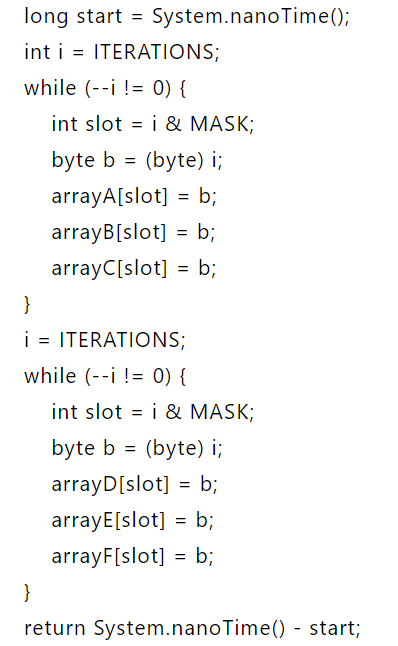 long start = System.nanoTime();
int i = ITERATIONS;
while (--i != 0) {
int slot = i & MASK;
byte b = (byte) i;
arrayA[slot] = b;
arrayB[slot] = b;
arrayC[slot] = b;
}
i = ITERATIONS;
while (--i != 0) {
int slot = i & MASK;
byte b = (byte) i;
arrayD[slot] = b;
arrayE[slot] = b;
arrayF[slot] = b;
}
return System.nanoTime() - start;